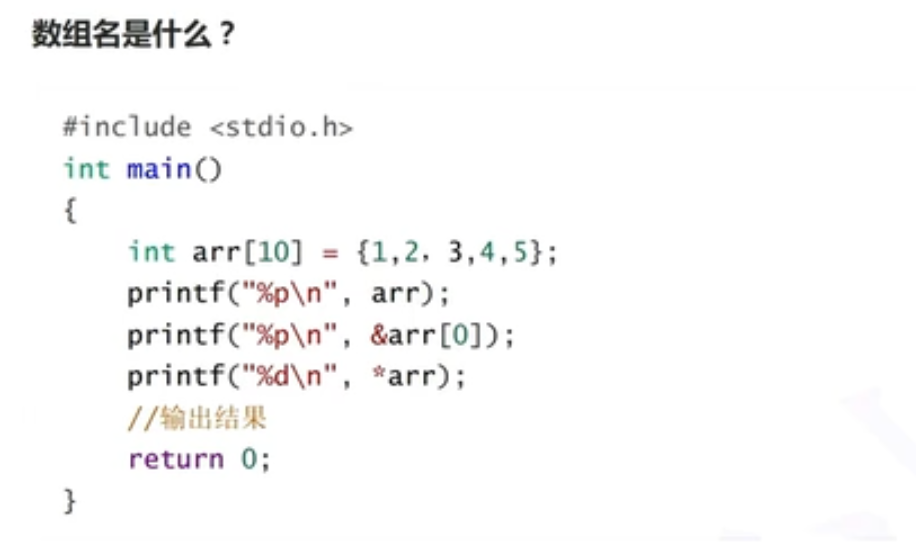 数组名是什么？
#include <stdio.h>
int main()
{
    int arr[10] = {1,2，3,4,5};
    printf("%p\n", arr);
    printf("%p\n", &arr[0]);
    printf("%d\n", *arr);
    //输出结果
    return 0;
}